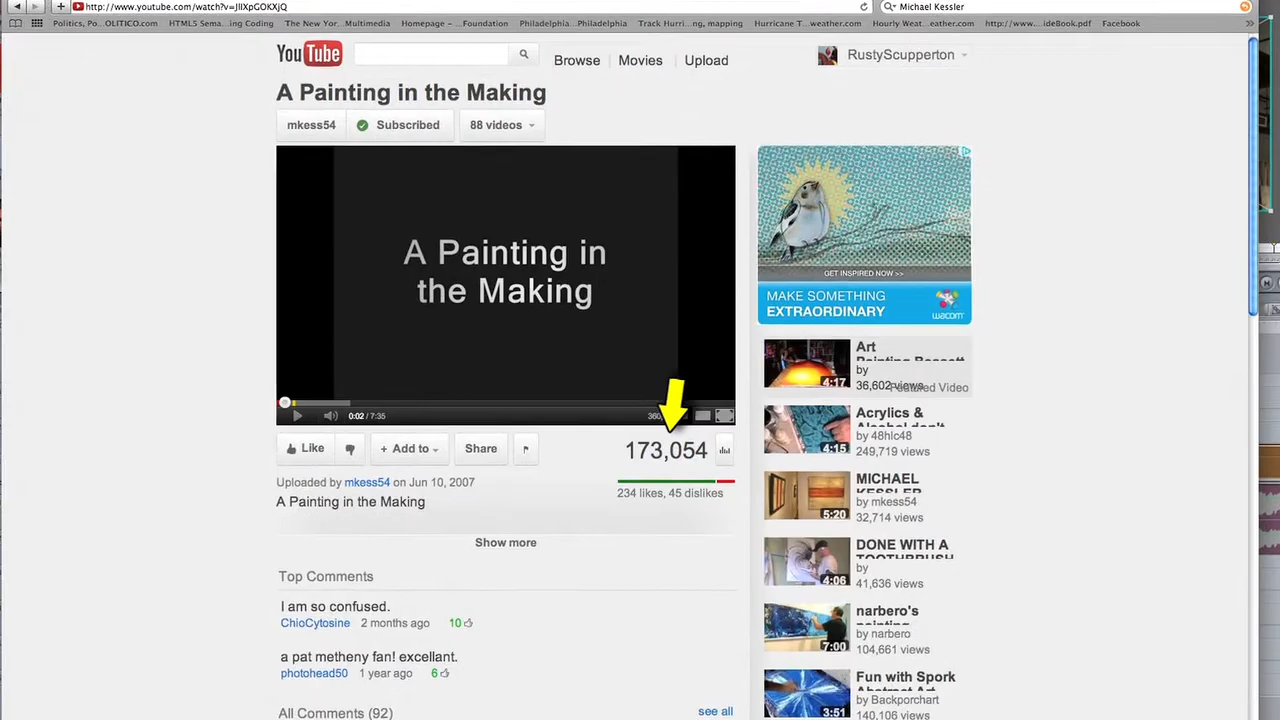 http://www.youtube.com/watch?v=JIIXpGOKXjQ
Michael Kessler
Politics, Po...OLITICO.com HTML5 Sema...ing Coding The New Yor...Multimedia Homepage – ...Foundation Philadelphia...Philadelphia Track Hurri...ng, mapping Hurricane T...weather.com Hourly Weat...eather.com http://www....ideBook.pdf Facebook
YouTube
Browse Movies Upload
RustyScupperton
A Painting in the Making
mkess54 Subscribed 88 videos
A Painting in
the Making
0:02 / 7:35
Like + Add to Share 173,054
Uploaded by mkess54 on Jun 10, 2007
234 likes, 45 dislikes
A Painting in the Making
Show more
Top Comments
I am so confused.
ChioCytosine 2 months ago 10
a pat metheny fan! excellant.
photohead50 1 year ago 6
All Comments (92) see all
GET INSPIRED NOW >>
MAKE SOMETHING
EXTRAORDINARY
wacom
4:17
Art
by
36,602 views
Featured Video
4:15
Acrylics &
by 48hlc48
249,719 views
5:20
MICHAEL
KESSLER
by mkess54
32,714 views
4:06
DONE WITH A
TOOTHBRUSH
by
41,636 views
7:00
narbero's
painting
by narbero
104,661 views
3:51
Fun with Spork
Abstract Art
by Backporchart
140,106 views